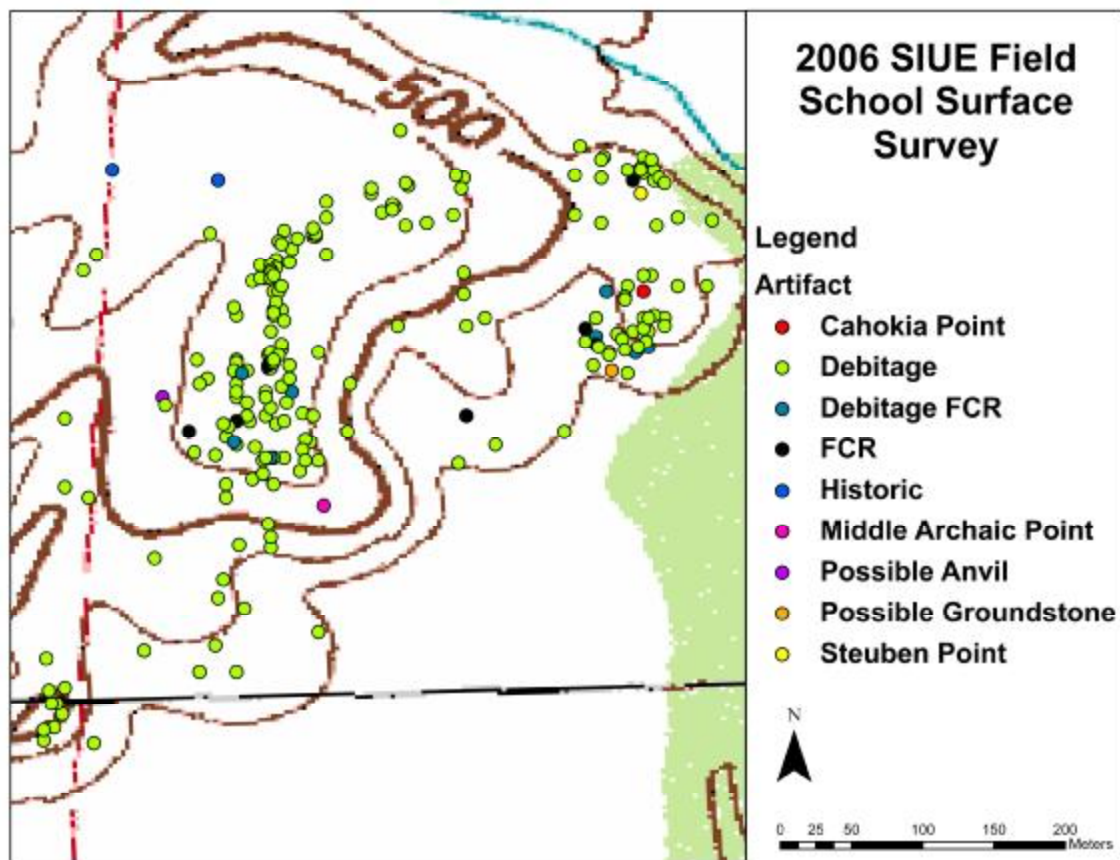 500
2006 SIUE Field
School Surface
Survey
Legend
Artifact
Cahokia Point
Debitage
Debitage FCR
FCR
Historic
Middle Archaic Point
Possible Anvil
Possible Groundstone
Steuben Point
N
0 25 50 100 150 200
Meters